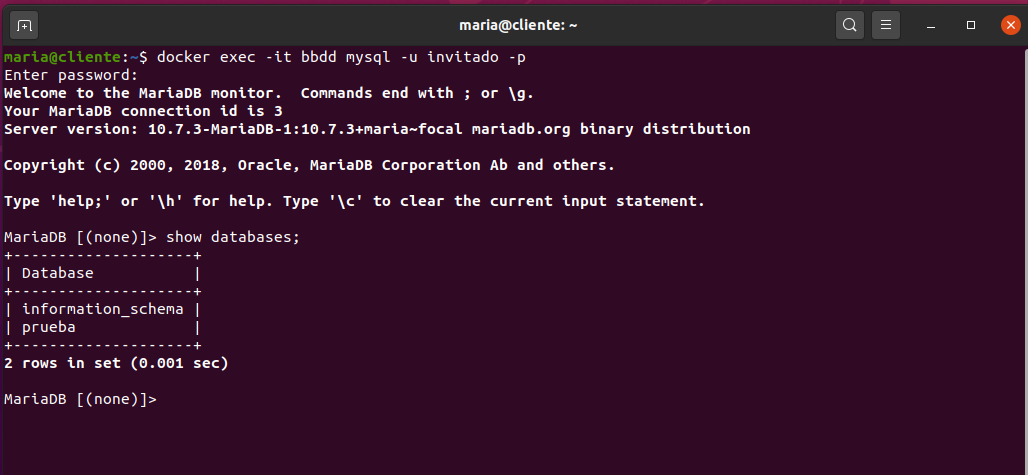 maria@cliente: ~
maria@cliente:~$ docker exec -it bbdd mysql -u invitado -p
Enter password:
Welcome to the MariaDB monitor.  Commands end with ; or \g.
Your MariaDB connection id is 3
Server version: 10.7.3-MariaDB-1:10.7.3+maria~focal mariadb.org binary distribution
Copyright (c) 2000, 2018, Oracle, MariaDB Corporation Ab and others.
Type 'help;' or '\h' for help. Type '\c' to clear the current input statement.
MariaDB [(none)]> show databases;
+--------------------+
| Database           |
+--------------------+
| information_schema |
| prueba             |
+--------------------+
2 rows in set (0.001 sec)
MariaDB [(none)]>